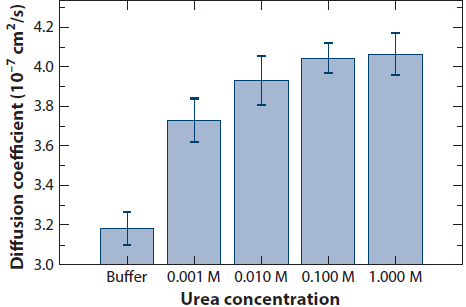 Diffusion coefficient (10⁻⁷ cm²/s)
4.2
4.0
3.8
3.6
3.4
3.2
3.0
Buffer 0.001 M 0.010 M 0.100 M 1.000 M
Urea concentration